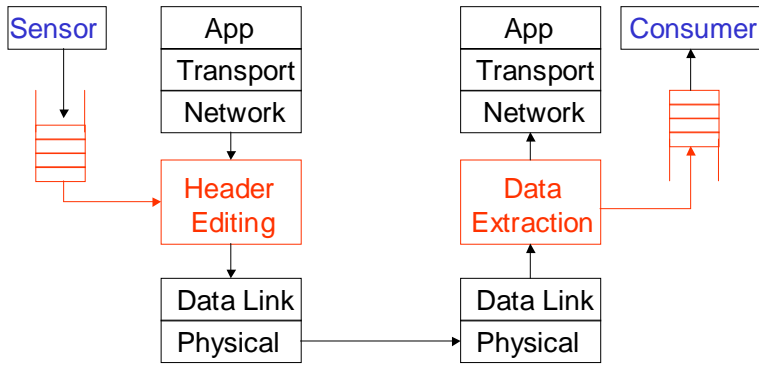 Sensor
App
Transport
Network
Header
Editing
Data Link
Physical
App
Transport
Network
Data
Extraction
Data Link
Physical
Consumer